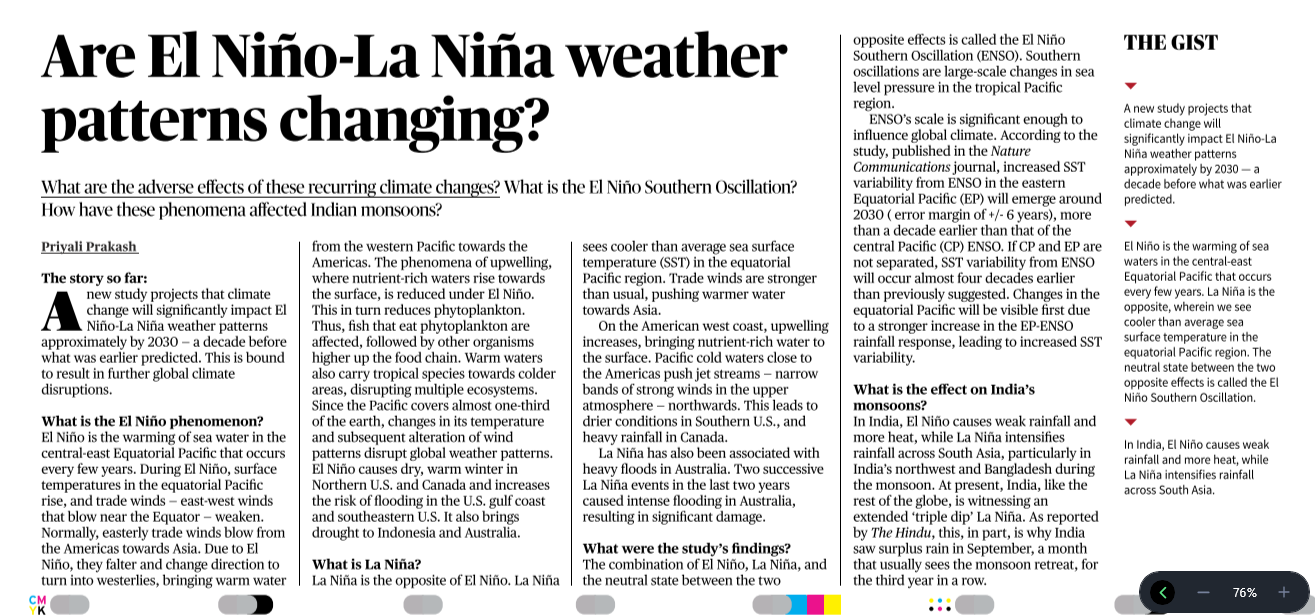 Are El Niño-La Niña weather
patterns changing?
What are the adverse effects of these recurring climate changes? What is the El Niño Southern Oscillation?
How have these phenomena affected Indian monsoons?
Priyali Prakash
The story so far:
A new study projects that climate
change will significantly impact El
Niño-La Niña weather patterns
approximately by 2030 — a decade before
what was earlier predicted. This is bound
to result in further global climate
disruptions.
What is the El Niño phenomenon?
El Niño is the warming of sea water in the
central-east Equatorial Pacific that occurs
every few years. During El Niño, surface
temperatures in the equatorial Pacific
rise, and trade winds — east-west winds
that blow near the Equator — weaken.
Normally, easterly trade winds blow from
the Americas towards Asia. Due to El
Niño, they falter and change direction to
turn into westerlies, bringing warm water
from the western Pacific towards the
Americas. The phenomena of upwelling,
where nutrient-rich waters rise towards
the surface, is reduced under El Niño.
This in turn reduces phytoplankton.
Thus, fish that eat phytoplankton are
affected, followed by other organisms
higher up the food chain. Warm waters
also carry tropical species towards colder
areas, disrupting multiple ecosystems.
Since the Pacific covers almost one-third
of the earth, changes in its temperature
and subsequent alteration of wind
patterns disrupt global weather patterns.
El Niño causes dry, warm winter in
Northern U.S. and Canada and increases
the risk of flooding in the U.S. gulf coast
and southeastern U.S. It also brings
drought to Indonesia and Australia.
What is La Niña?
La Niña is the opposite of El Niño. La Niña
sees cooler than average sea surface
temperature (SST) in the equatorial
Pacific region. Trade winds are stronger
than usual, pushing warmer water
towards Asia.
On the American west coast, upwelling
increases, bringing nutrient-rich water to
the surface. Pacific cold waters close to
the Americas push jet streams — narrow
bands of strong winds in the upper
atmosphere — northwards. This leads to
drier conditions in Southern U.S., and
heavy rainfall in Canada.
La Niña has also been associated with
heavy floods in Australia. Two successive
La Niña events in the last two years
caused intense flooding in Australia,
resulting in significant damage.
What were the study's findings?
The combination of El Niño, La Niña, and
the neutral state between the two
opposite effects is called the El Niño
Southern Oscillation (ENSO). Southern
oscillations are large-scale changes in sea
level pressure in the tropical Pacific
region.
ENSO's scale is significant enough to
influence global climate. According to the
study, published in the Nature
Communications journal, increased SST
variability from ENSO in the eastern
Equatorial Pacific (EP) will emerge around
2030 ( error margin of +/- 6 years), more
than a decade earlier than that of the
central Pacific (CP) ENSO. If CP and EP are
not separated, SST variability from ENSO
will occur almost four decades earlier
than previously suggested. Changes in the
equatorial Pacific will be visible first due
to a stronger increase in the EP-ENSO
rainfall response, leading to increased SST
variability.
What is the effect on India's
monsoons?
In India, El Niño causes weak rainfall and
more heat, while La Niña intensifies
rainfall across South Asia, particularly in
India's northwest and Bangladesh during
the monsoon. At present, India, like the
rest of the globe, is witnessing an
extended 'triple dip' La Niña. As reported
by The Hindu, this, in part, is why India
saw surplus rain in September, a month
that usually sees the monsoon retreat, for
the third year in a row.
THE GIST
A new study projects that
climate change will
significantly impact El Niño-La
Niña weather patterns
approximately by 2030 — a
decade before what was earlier
predicted.
El Niño is the warming of sea
waters in the central-east
Equatorial Pacific that occurs
every few years. La Niña is the
opposite, wherein we see
cooler than average sea
surface temperature in the
equatorial Pacific region. The
neutral state between the two
opposite effects is called the El
Niño Southern Oscillation.
In India, El Niño causes weak
rainfall and more heat, while
La Niña intensifies rainfall
across South Asia.
CM
YK
76%